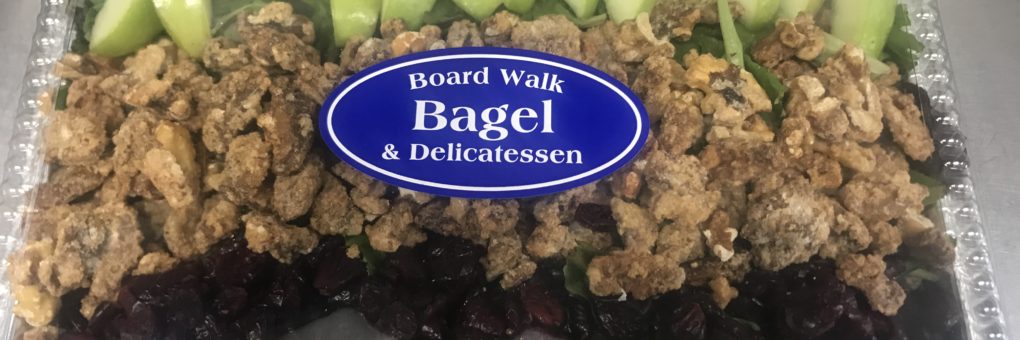 Board Walk
Bagel
& Delicatessen